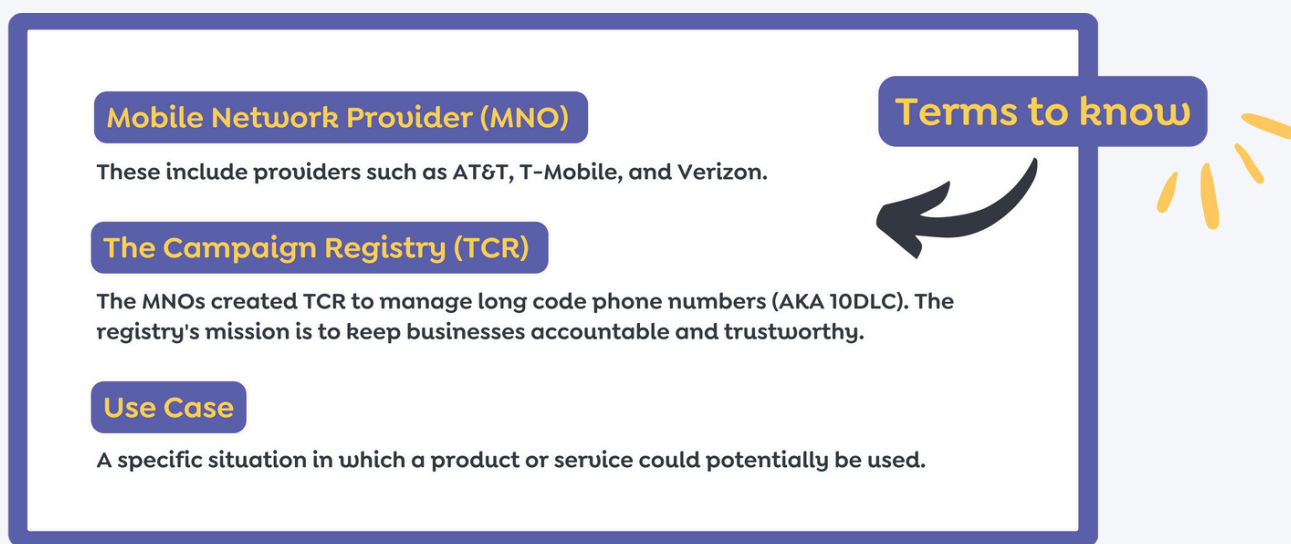 Terms to know
Mobile Network Provider (MNO)
These include providers such as AT&T, T-Mobile, and Verizon.
The Campaign Registry (TCR)
The MNOs created TCR to manage long code phone numbers (AKA 10DLC). The
registry's mission is to keep businesses accountable and trustworthy.
Use Case
A specific situation in which a product or service could potentially be used.